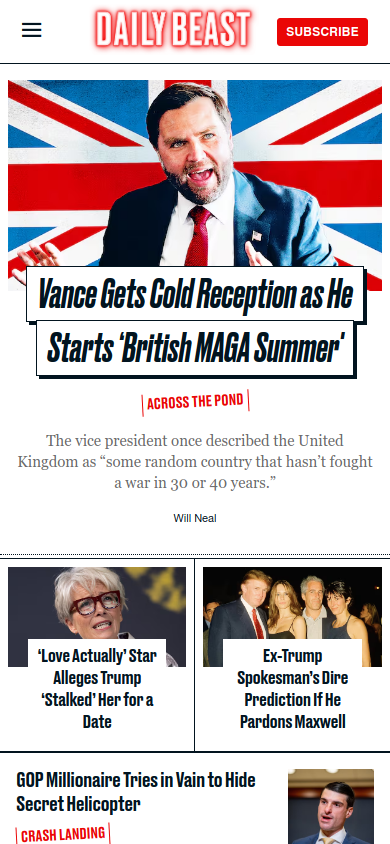 DAILY BEAST
SUBSCRIBE
Vance Gets Cold Reception as He
Starts ‘British MAGA Summer’
ACROSS THE POND
The vice president once described the United
Kingdom as “some random country that hasn’t fought
a war in 30 or 40 years.”
Will Neal
‘Love Actually’ Star
Alleges Trump
‘Stalked’ Her for a
Date
Ex-Trump
Spokesman’s Dire
Prediction If He
Pardons Maxwell
GOP Millionaire Tries in Vain to Hide
Secret Helicopter
CRASH LANDING